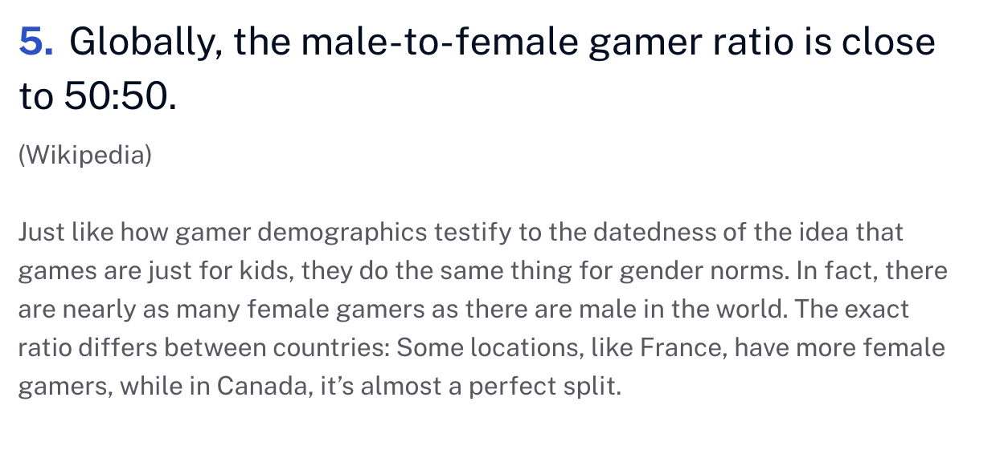 5. Globally, the male-to-female gamer ratio is close
to 50:50.
(Wikipedia)
Just like how gamer demographics testify to the datedness of the idea that
games are just for kids, they do the same thing for gender norms. In fact, there
are nearly as many female gamers as there are male in the world. The exact
ratio differs between countries: Some locations, like France, have more female
gamers, while in Canada, it’s almost a perfect split.